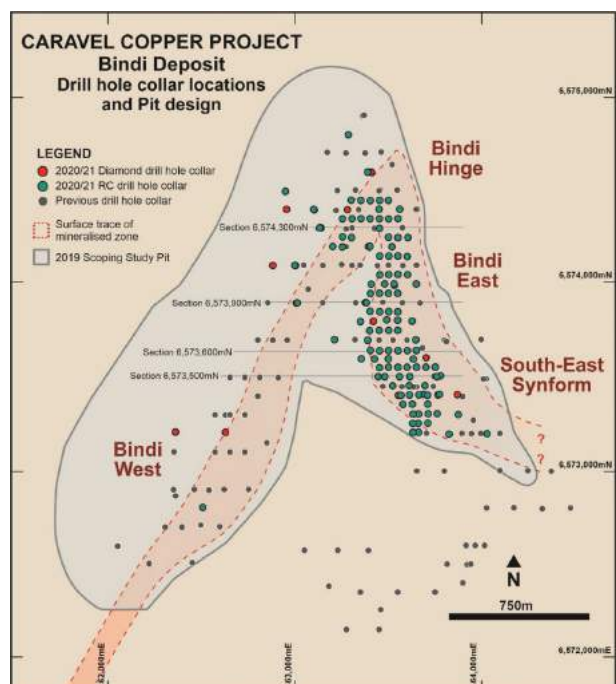 CARAVEL COPPER PROJECT
Bindi Deposit
Drill hole collar locations
and Pit design
LEGEND
2020/21 Diamond drill hole collar
2020/21 RC drill hole collar
Previous drill hole collar
Surface trace of
mineralised zone
2019 Scoping Study Pit
6,575,000mN
Bindi
Hinge
Section 6,574,300mN
Bindi
East
6,574,000mN
Section 6,573,900mN
Section 6,573,600mN
Section 6,573,500mN
South-East
Synform
?
?
Bindi
West
6,573,000mN
N
750m
6,572,000mN